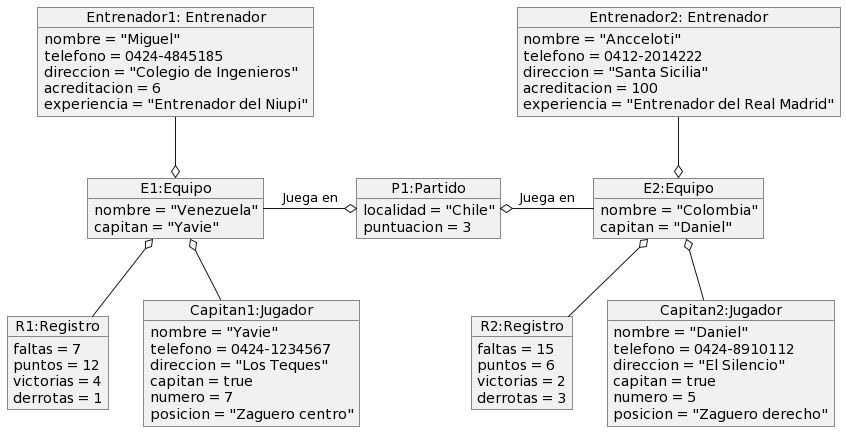 Entrenador1: Entrenador
nombre = "Miguel"
telefono = 0424-4845185
direccion = "Colegio de Ingenieros"
acreditacion = 6
experiencia = "Entrenador del Niupi"
Entrenador2: Entrenador
nombre = "Ancceloti"
telefono = 0412-2014222
direccion = "Santa Sicilia"
acreditacion = 100
experiencia = "Entrenador del Real Madrid"
E1:Equipo
nombre = "Venezuela"
capitan = "Yavie"
Juega en
P1:Partido
localidad = "Chile"
puntuacion = 3
Juega en
E2:Equipo
nombre = "Colombia"
capitan = "Daniel"
R1:Registro
faltas = 7
puntos = 12
victorias = 4
derrotas = 1
Capitan1:Jugador
nombre = "Yavie"
telefono = 0424-1234567
direccion = "Los Teques"
capitan = true
numero = 7
posicion = "Zaguero centro"
R2:Registro
faltas = 15
puntos = 6
victorias = 2
derrotas = 3
Capitan2:Jugador
nombre = "Daniel"
telefono = 0424-8910112
direccion = "El Silencio"
capitan = true
numero = 5
posicion = "Zaguero derecho"